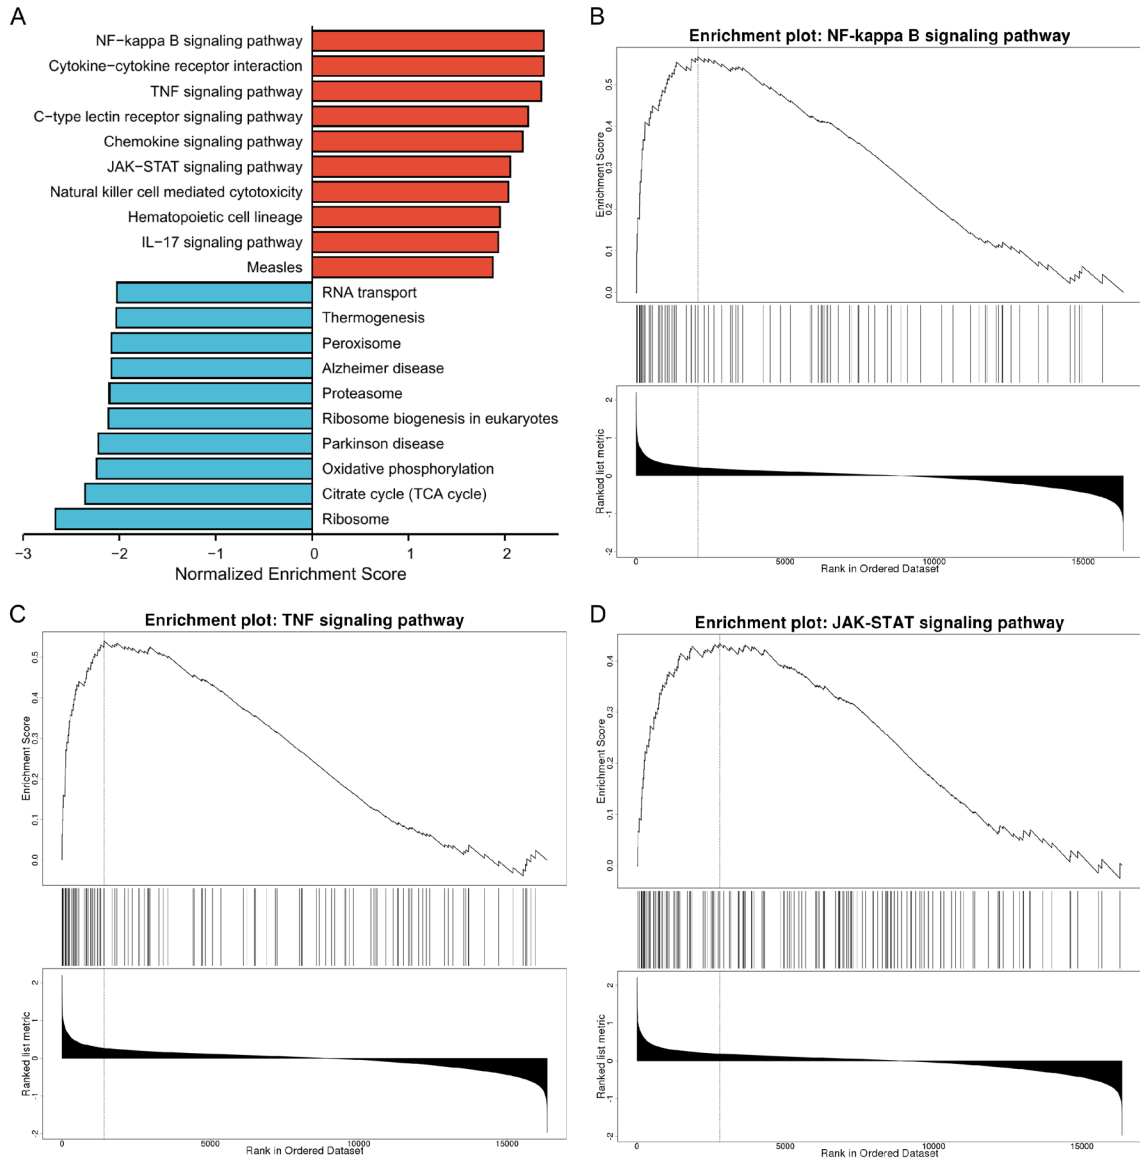 A
NF−kappa B signaling pathway
Cytokine−cytokine receptor interaction
TNF signaling pathway
C−type lectin receptor signaling pathway
Chemokine signaling pathway
JAK−STAT signaling pathway
Natural killer cell mediated cytotoxicity
Hematopoietic cell lineage
IL−17 signaling pathway
Measles
RNA transport
Thermogenesis
Peroxisome
Alzheimer disease
Proteasome
Ribosome biogenesis in eukaryotes
Parkinson disease
Oxidative phosphorylation
Citrate cycle (TCA cycle)
Ribosome
−3 −2 −1 0 1 2
Normalized Enrichment Score
B
Enrichment plot: NF-kappa B signaling pathway
Enrichment Score
0.5
0.4
0.3
0.2
0.1
0.0
Ranked list metric
2
1
0
-1
-2
0 5000 10000 15000
Rank in Ordered Dataset
C
Enrichment plot: TNF signaling pathway
Enrichment Score
0.5
0.4
0.3
0.2
0.1
0.0
Ranked list metric
2
1
0
-1
-2
0 5000 10000 15000
Rank in Ordered Dataset
D
Enrichment plot: JAK-STAT signaling pathway
Enrichment Score
0.4
0.3
0.2
0.1
0.0
Ranked list metric
2
1
0
-1
-2
0 5000 10000 15000
Rank in Ordered Dataset